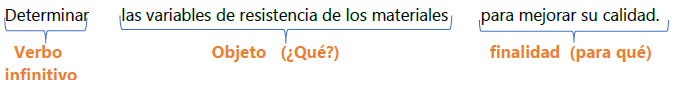 Determinar las variables de resistencia de los materiales para mejorar su calidad.
Verbo infinitivo
Objeto (¿Qué?)
finalidad (para qué)